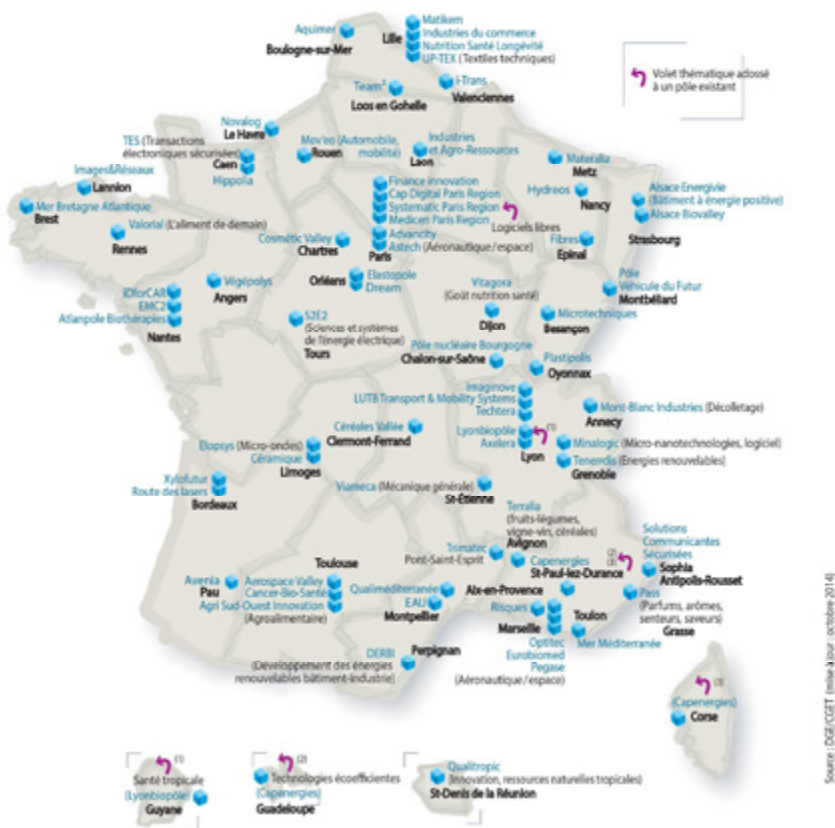 Aquimer
Boulogne-sur-Mer
Lille
Matikem
Industries du commerce
Nutrition Santé Longévité
UP-TEX (Textiles techniques)
Volet thématique adossé
à un pôle existant
Team²
Loos en Gohelle
i-Trans
Valenciennes
Novalog
Le Havre
TES (Transactions
électroniques sécurisées)
Caen
Hippolia
Mov'eo (Automobile,
mobilité)
Rouen
Industries
et Agro-Ressources
Laon
Materalia
Metz
Images&Réseaux
Lannion
Mer Bretagne Atlantique
Brest
Valorial (L'aliment de demain)
Rennes
Finance innovation
Cap Digital Paris Region
Systematic Paris Region
Medicen Paris Region
Advancity
Astech (Aéronautique/espace)
Paris
Logiciels libres
Hydreos
Nancy
Alsace Energivie
(Bâtiment à énergie positive)
Alsace Biovalley
Strasbourg
Fibres
Epinal
Cosmétic Valley
Chartres
Orléans
Elastopole
Dream
Végépolys
Angers
iDforCAR
EMC2
Atlanpole Biothérapies
Nantes
S2E2
(Sciences et systèmes
de l'énergie électrique)
Tours
Vitagora
(Goût nutrition santé)
Dijon
Pôle
Véhicule du Futur
Montbéliard
Microtechniques
Besançon
Pôle nucléaire Bourgogne
Chalon-sur-Saône
Plastipolis
Oyonnax
Imaginove
LUTB Transport & Mobility Systems
Techtera
Lyonbiopôle
Axelera
(1)
Lyon
Mont-Blanc Industries (Décolletage)
Annecy
Minalogic (Micro-nanotechnologies, logiciel)
Tenerrdis (Energies renouvelables)
Grenoble
Céréales Vallée
Clermont-Ferrand
Elopsys (Micro-ondes)
Céramique
Limoges
Viameca (Mécanique générale)
St-Étienne
Xylofutur
Route des lasers
Bordeaux
Terralia
(fruits-légumes,
vigne-vin, céréales)
Avignon
Trimatec
Pont-Saint-Esprit
Capenergies
St-Paul-lez-Durance
(2)
(3)
Solutions
Communicantes
Sécurisées
Sophia
Antipolis-Rousset
Toulouse
Avenia
Pau
Aerospace Valley
Cancer-Bio-Santé
Agri Sud-Ouest Innovation
(Agroalimentaire)
Qualiméditerranée
EAU
Montpellier
Aix-en-Provence
Risques
Marseille
Toulon
Pass
(Parfums, arômes,
senteurs, saveurs)
Grasse
Mer Méditerranée
Optitec
Eurobiomed
Pegase
(Aéronautique/espace)
DERBI
(Développement des énergies
renouvelables bâtiment-industrie)
Perpignan
(3)
(Capenergies)
Corse
(1)
Santé tropicale
(Lyonbiopôle)
Guyane
(2)
Technologies écoefficientes
(Capénergies)
Guadeloupe
Qualitropic
(Innovation, ressources naturelles tropicales)
St-Denis de la Réunion
Source : DGE/CGET (mise à jour : octobre 2014)